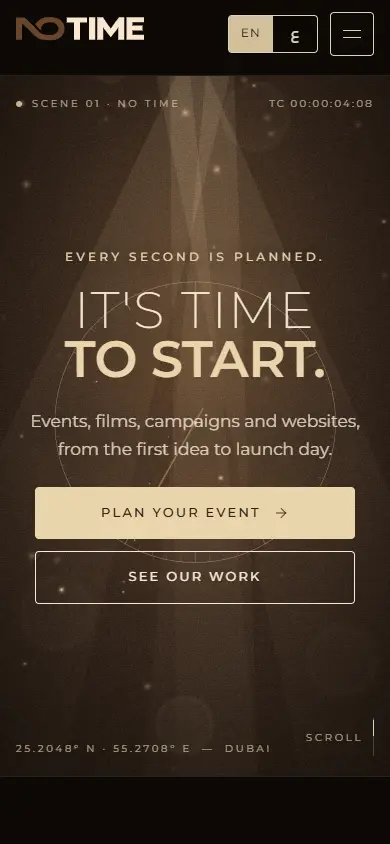 NOTIME
EN ع
SCENE 01 · NO TIME
TC 00:00:04:08
EVERY SECOND IS PLANNED.
IT'S TIME
TO START.
Events, films, campaigns and websites,
from the first idea to launch day.
PLAN YOUR EVENT →
SEE OUR WORK
SCROLL
25.2048° N · 55.2708° E — DUBAI